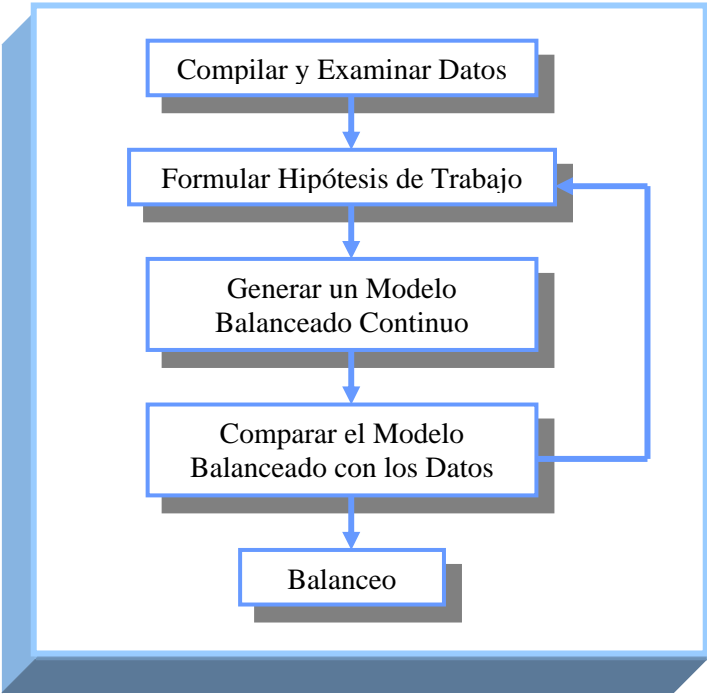 Compilar y Examinar Datos
Formular Hipótesis de Trabajo
Generar un Modelo
Balanceado Continuo
Comparar el Modelo
Balanceado con los Datos
Balanceo